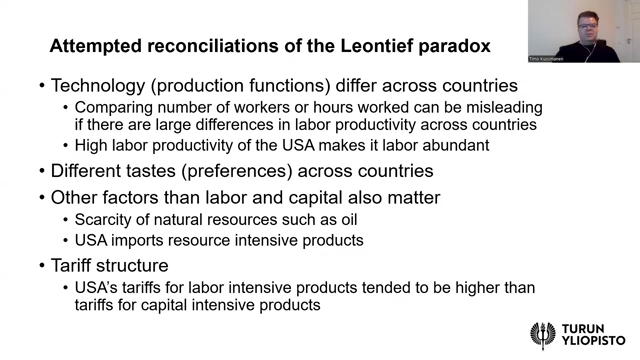 Attempted reconciliations of the Leontief paradox
Timo Kuosmanen
• Technology (production functions) differ across countries
• Comparing number of workers or hours worked can be misleading
if there are large differences in labor productivity across countries
• High labor productivity of the USA makes it labor abundant
• Different tastes (preferences) across countries
• Other factors than labor and capital also matter
• Scarcity of natural resources such as oil
• USA imports resource intensive products
• Tariff structure
• USA's tariffs for labor intensive products tended to be higher than
tariffs for capital intensive products
TURUN
YLIOPISTO